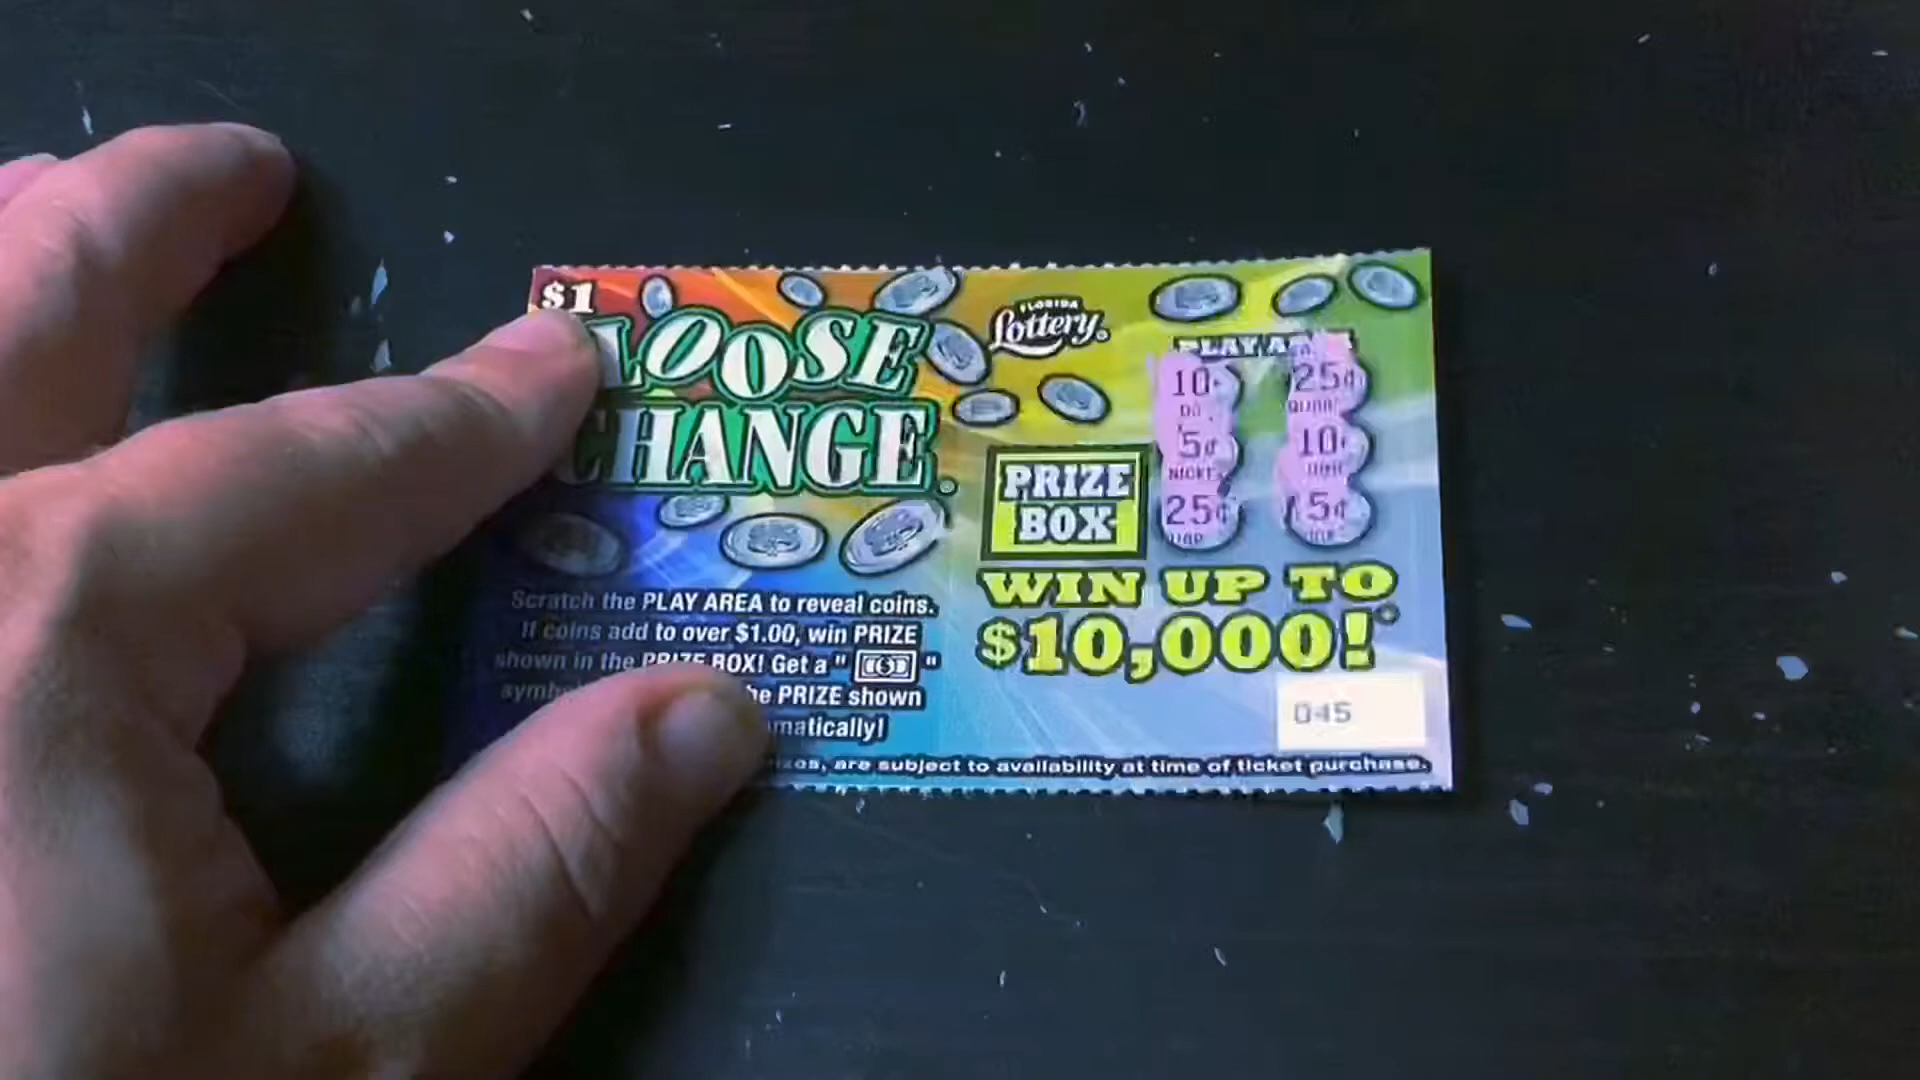 $1
LOOSE
CHANGE
FLORIDA
Lottery
PLAY
10
25¢
5¢
10
25¢
5¢
PRIZE
BOX
WIN UP TO
$10,000!*
Scratch the PLAY AREA to reveal coins.
If coins add to over $1.00, win PRIZE
shown in the PRIZE BOX! Get a " "
the PRIZE shown
045
are subject to availability at time of ticket purchase.